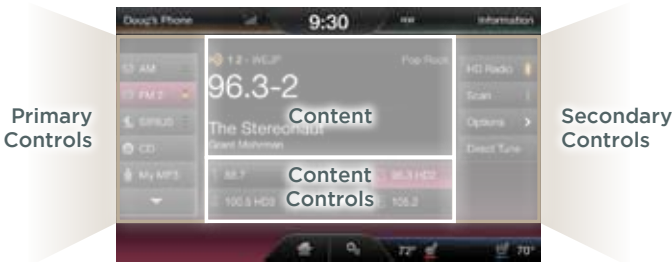 Doug's Phone 9:30 Information
AM
FM 2
SIRIUS
CD
My MP3
Primary
Controls
1 2 - WEJP Pop Rock
96.3-2
Content
The Stereonaut
Grant Mohrman
Content
Controls
88.7 96.3 HD2
100.5 HD3 105.2
HD Radio
Scan
Options
Direct Tune
Secondary
Controls
72° 70°